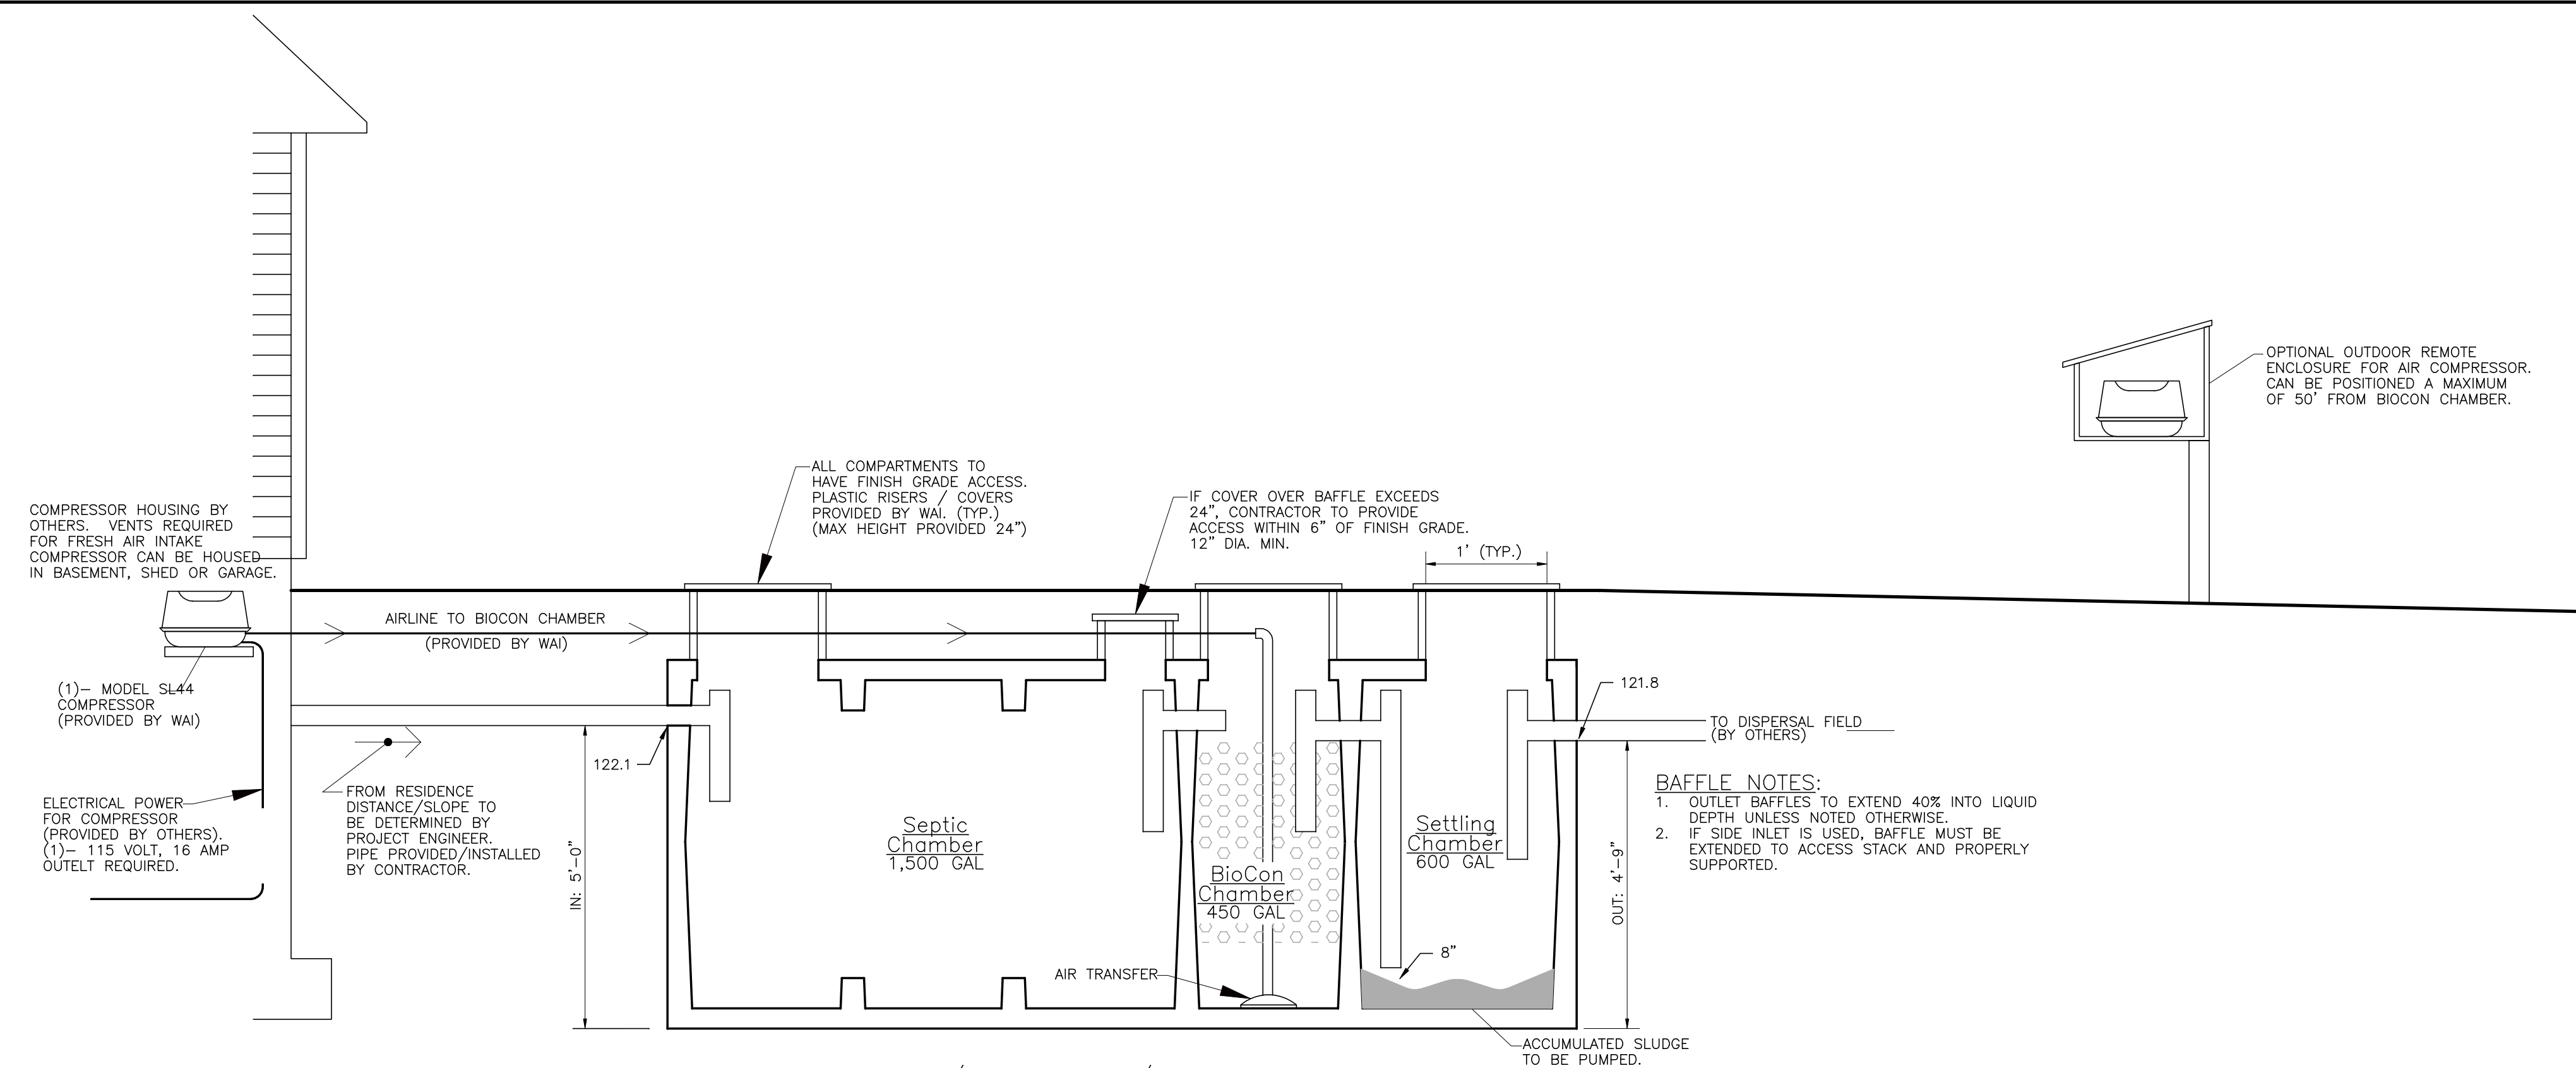 OPTIONAL OUTDOOR REMOTE
ENCLOSURE FOR AIR COMPRESSOR.
CAN BE POSITIONED A MAXIMUM
OF 50' FROM BIOCON CHAMBER.
ALL COMPARTMENTS TO
HAVE FINISH GRADE ACCESS.
PLASTIC RISERS / COVERS
PROVIDED BY WAI. (TYP.)
(MAX HEIGHT PROVIDED 24")
IF COVER OVER BAFFLE EXCEEDS
24", CONTRACTOR TO PROVIDE
ACCESS WITHIN 6" OF FINISH GRADE.
12" DIA. MIN.
1' (TYP.)
COMPRESSOR HOUSING BY
OTHERS. VENTS REQUIRED
FOR FRESH AIR INTAKE
COMPRESSOR CAN BE HOUSED
IN BASEMENT, SHED OR GARAGE.
AIRLINE TO BIOCON CHAMBER
(PROVIDED BY WAI)
(1)- MODEL SL44
COMPRESSOR
(PROVIDED BY WAI)
ELECTRICAL POWER
FOR COMPRESSOR
(PROVIDED BY OTHERS).
(1)- 115 VOLT, 16 AMP
OUTELT REQUIRED.
FROM RESIDENCE
DISTANCE/SLOPE TO
BE DETERMINED BY
PROJECT ENGINEER.
PIPE PROVIDED/INSTALLED
BY CONTRACTOR.
122.1
IN: 5'-0"
Septic
Chamber
1,500 GAL
BioCon
Chamber
450 GAL
Settling
Chamber
600 GAL
AIR TRANSFER
8"
121.8
TO DISPERSAL FIELD
(BY OTHERS)
OUT: 4'-9"
BAFFLE NOTES:
1. OUTLET BAFFLES TO EXTEND 40% INTO LIQUID
DEPTH UNLESS NOTED OTHERWISE.
2. IF SIDE INLET IS USED, BAFFLE MUST BE
EXTENDED TO ACCESS STACK AND PROPERLY
SUPPORTED.
ACCUMULATED SLUDGE
TO BE PUMPED.